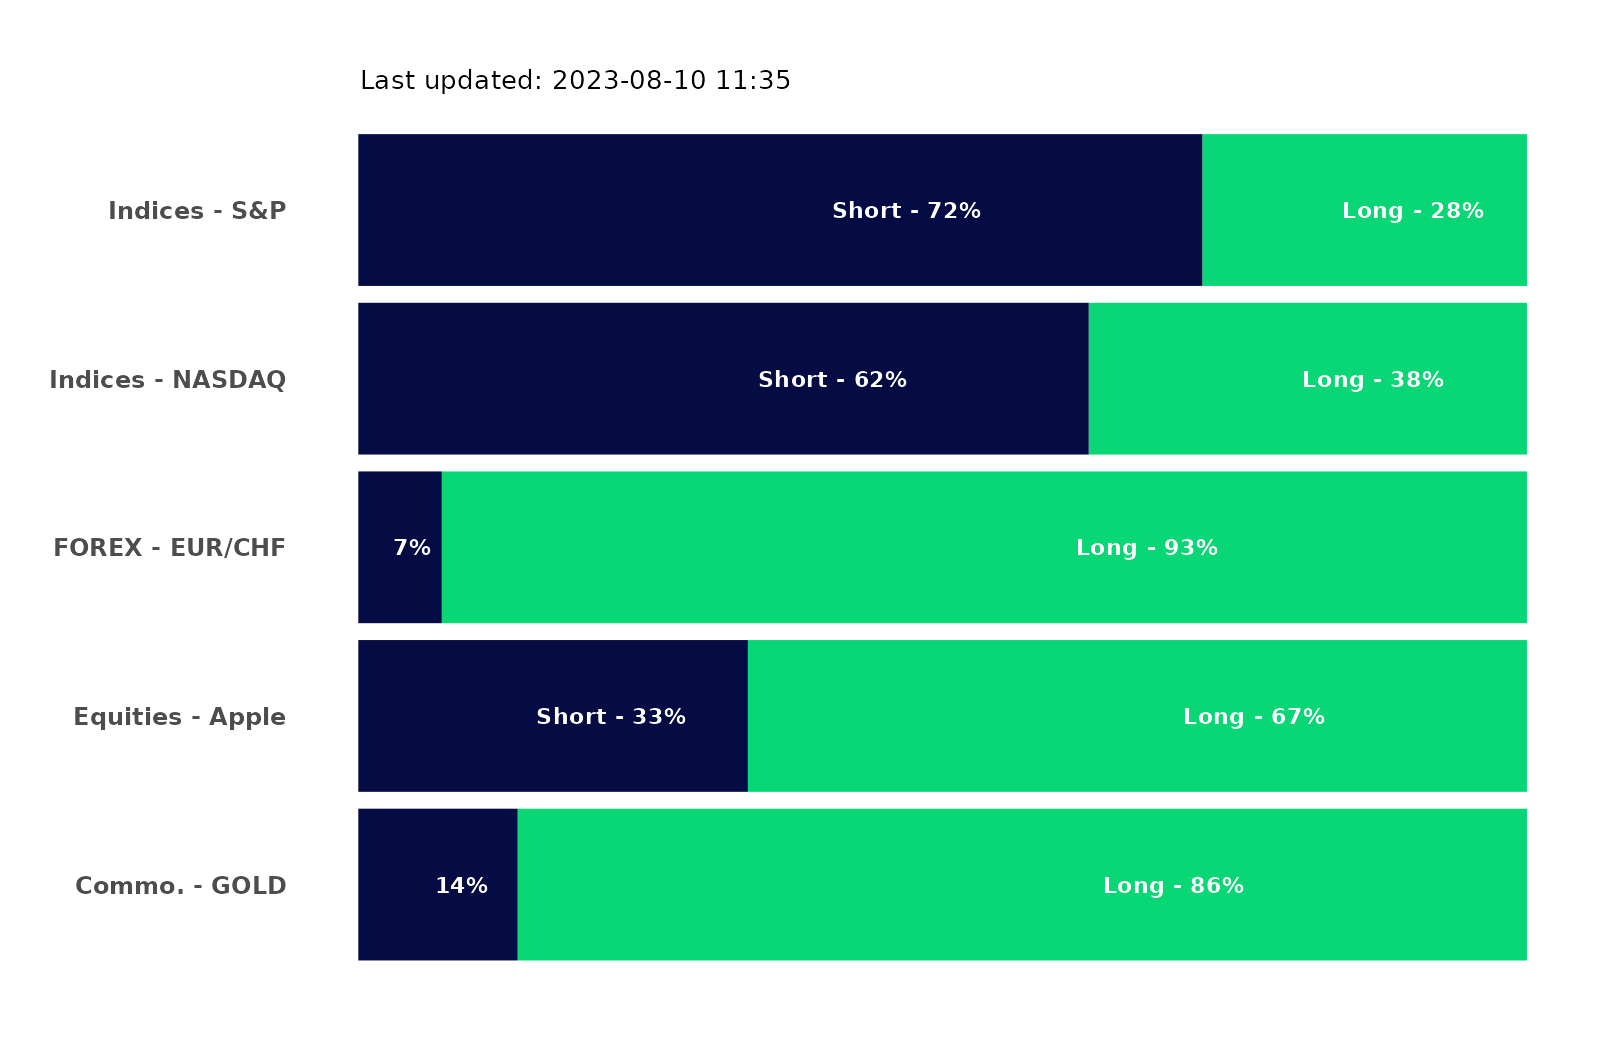 Last updated: 2023-08-10 11:35
Indices - S&P Short - 72% Long - 28%
Indices - NASDAQ Short - 62% Long - 38%
FOREX - EUR/CHF 7% Long - 93%
Equities - Apple Short - 33% Long - 67%
Commo. - GOLD 14% Long - 86%